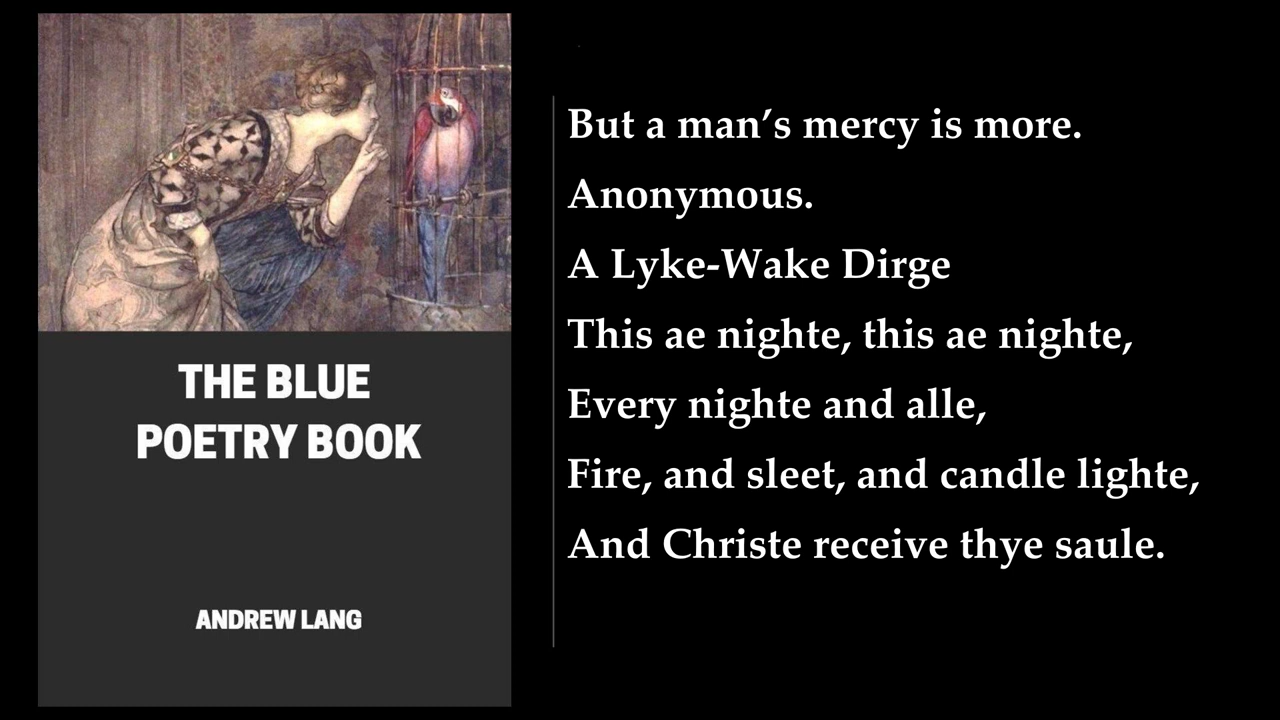 THE BLUE
POETRY BOOK
ANDREW LANG
But a man’s mercy is more.
Anonymous.
A Lyke-Wake Dirge
This ae nighte, this ae nighte,
Every nighte and alle,
Fire, and sleet, and candle lighte,
And Christe receive thye saule.